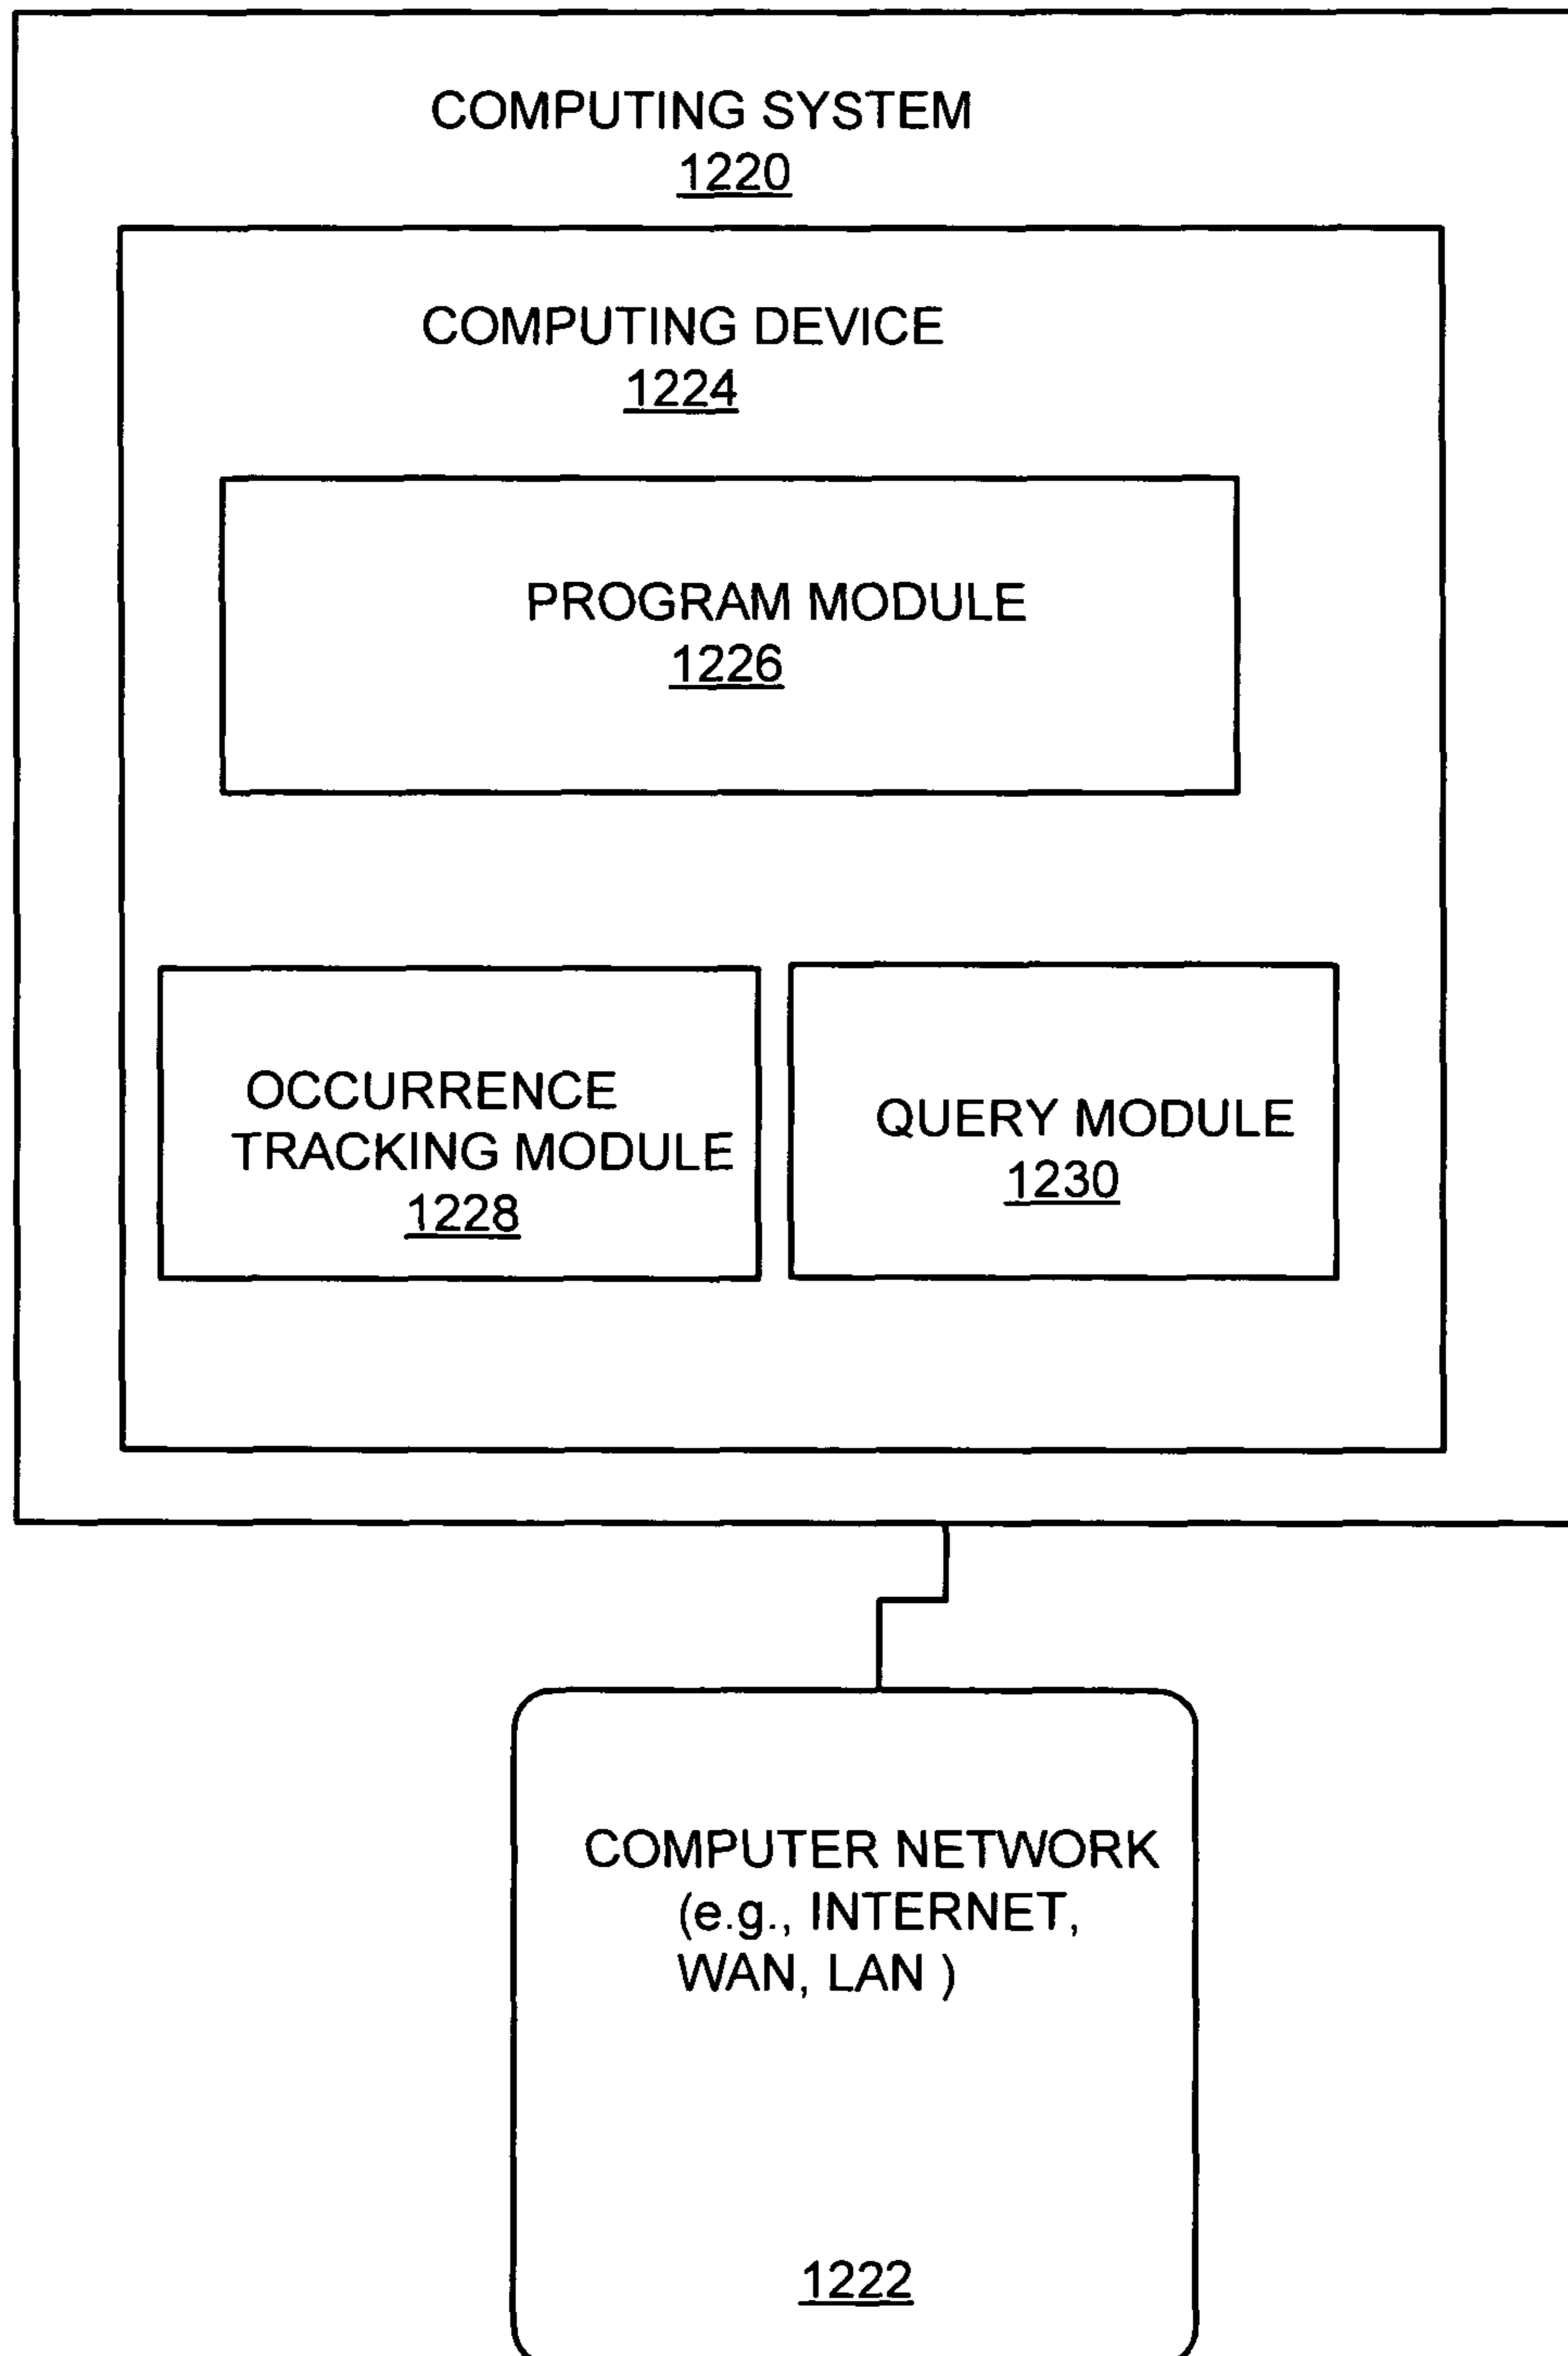 COMPUTING SYSTEM
1220
COMPUTING DEVICE
1224
PROGRAM MODULE
1226
OCCURRENCE
TRACKING MODULE
1228
QUERY MODULE
1230
COMPUTER NETWORK
(e.g., INTERNET,
WAN, LAN )
1222